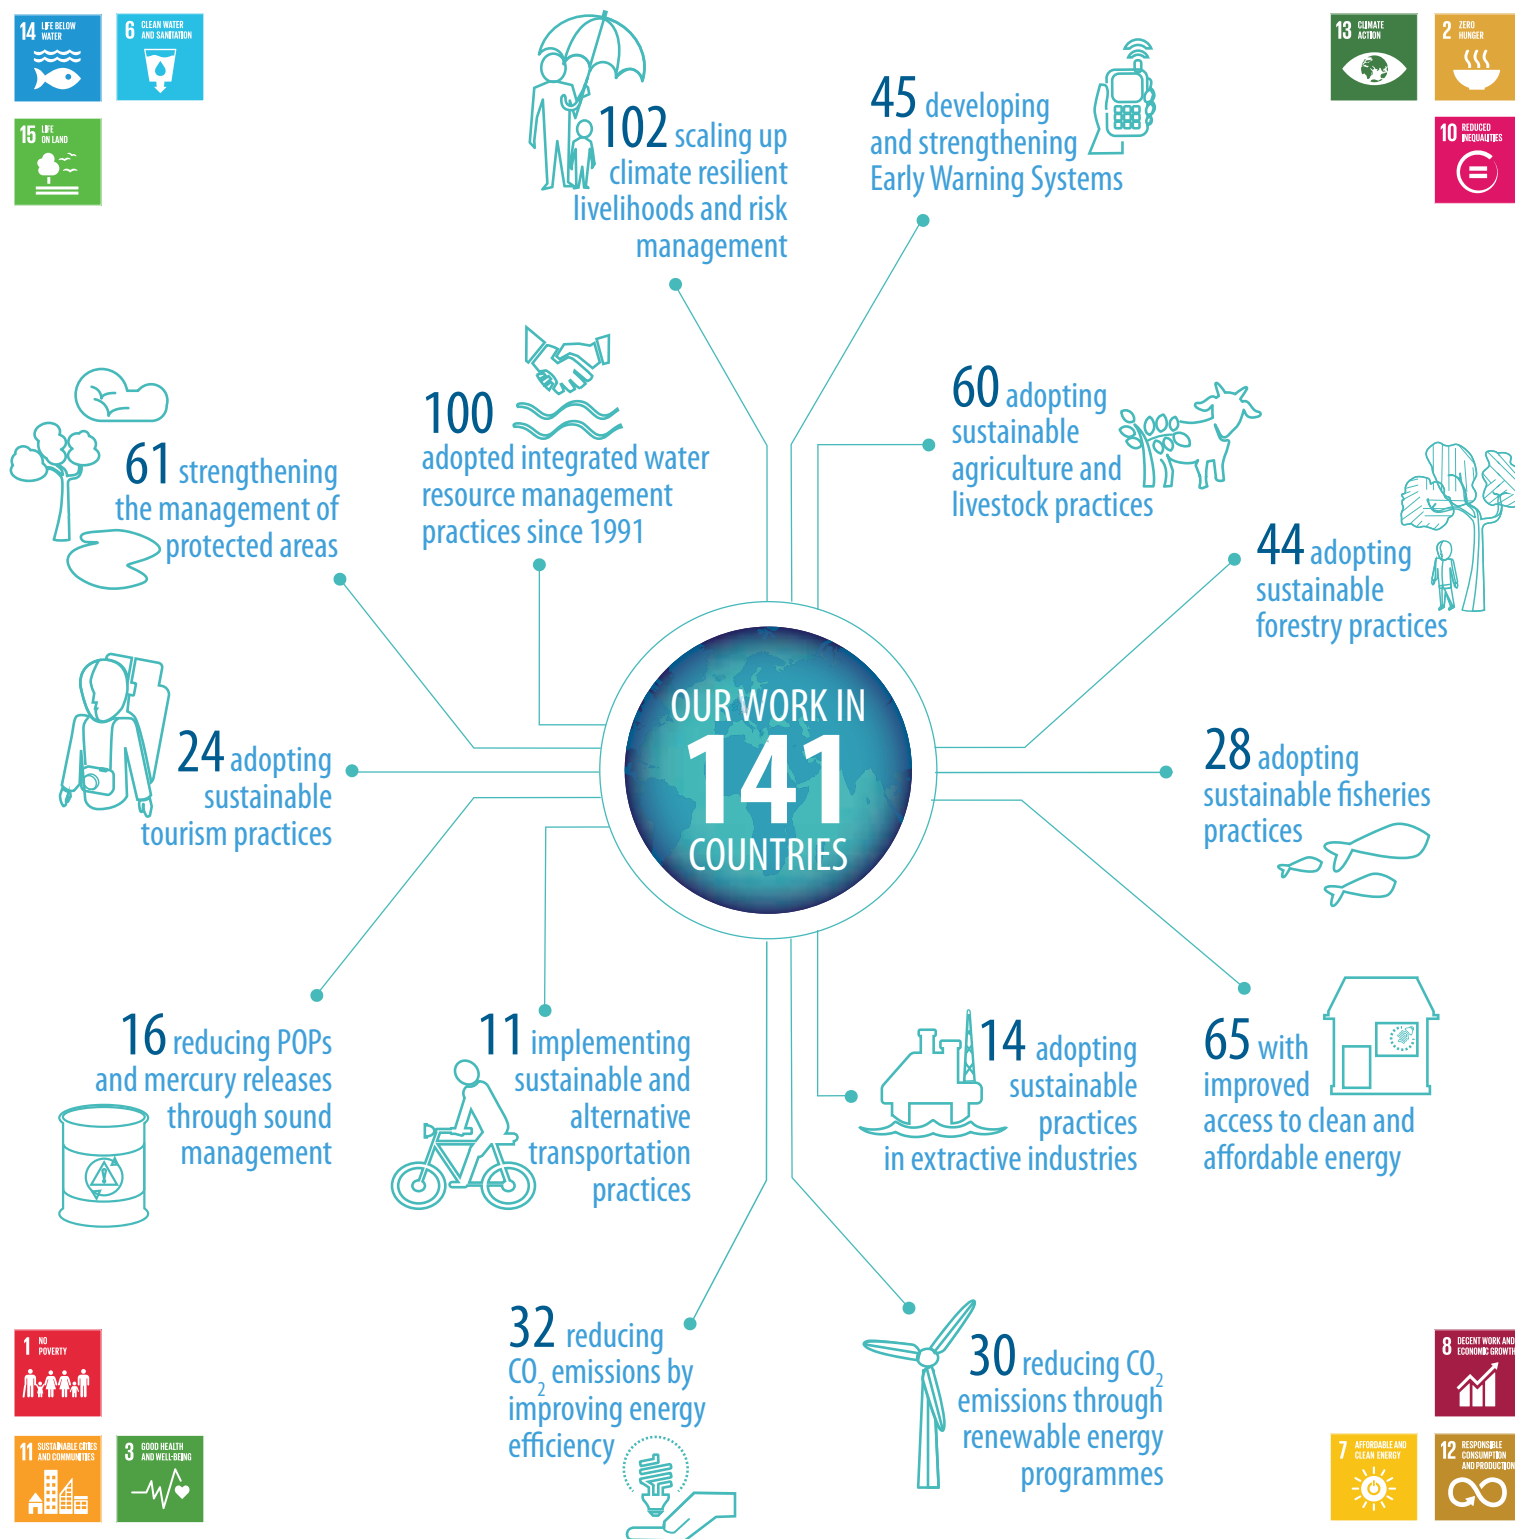 14 LIFE BELOW
WATER
6 CLEAN WATER
AND SANITATION
15 LIFE
ON LAND
13 CLIMATE
ACTION
2 ZERO
HUNGER
10 REDUCED
INEQUALITIES
102 scaling up
climate resilient
livelihoods and risk
management
45 developing
and strengthening
Early Warning Systems
61 strengthening
the management of
protected areas
100
adopted integrated water
resource management
practices since 1991
60 adopting
sustainable
agriculture and
livestock practices
44 adopting
sustainable
forestry practices
24 adopting
sustainable
tourism practices
OUR WORK IN
141
COUNTRIES
28 adopting
sustainable fisheries
practices
16 reducing POPs
and mercury releases
through sound
management
11 implementing
sustainable and
alternative
transportation
practices
14 adopting
sustainable
practices
in extractive industries
65 with
improved
access to clean and
affordable energy
32 reducing
CO₂ emissions by
improving energy
efficiency
30 reducing CO₂
emissions through
renewable energy
programmes
1 NO
POVERTY
11 SUSTAINABLE CITIES
AND COMMUNITIES
3 GOOD HEALTH
AND WELL-BEING
8 DECENT WORK AND
ECONOMIC GROWTH
7 AFFORDABLE AND
CLEAN ENERGY
12 RESPONSIBLE
CONSUMPTION
AND PRODUCTION